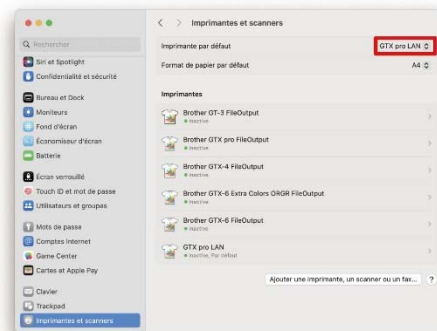 Imprimantes et scanners
Rechercher
Siri et Spotlight
Confidentialité et sécurité
Bureau et Dock
Moniteurs
Fond d'écran
Économiseur d'écran
Batterie
Écran verrouillé
Touch ID et mot de passe
Utilisateurs et groupes
Mots de passe
Comptes Internet
Game Center
Cartes et Apple Pay
Clavier
Trackpad
Imprimantes et scanners
Imprimante par défaut
GTX pro LAN
Format de papier par défaut
A4
Imprimantes
Brother GT-3 FileOutput
Inactive
Brother GTX pro FileOutput
Inactive
Brother GTX-4 FileOutput
Inactive
Brother GTX-6 Extra Colors ORGR FileOutput
Inactive
Brother GTX-6 FileOutput
Inactive
GTX pro LAN
Inactive, Par défaut
Ajouter une imprimante, un scanner ou un fax...
?